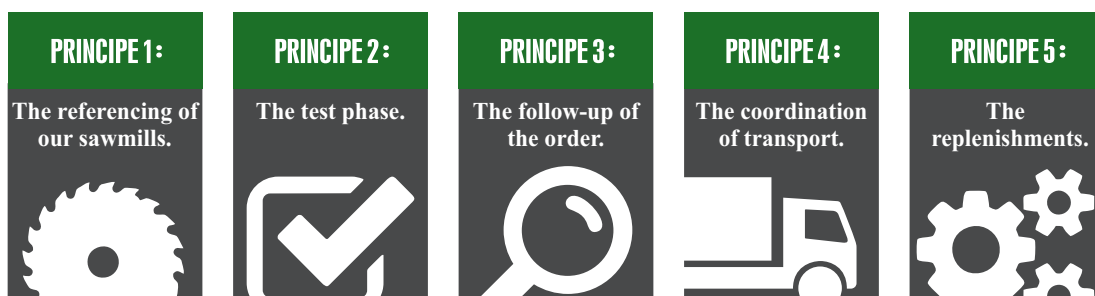 PRINCIPE 1:
The referencing of
our sawmills.
PRINCIPE 2:
The test phase.
PRINCIPE 3:
The follow-up of
the order.
PRINCIPE 4:
The coordination
of transport.
PRINCIPE 5:
The
replenishments.